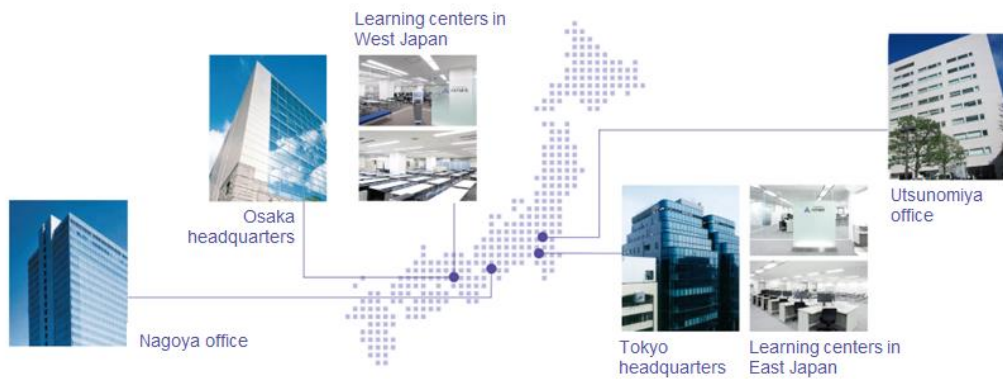 Learning centers in
West Japan
Osaka
headquarters
Utsunomiya
office
Nagoya office
Tokyo
headquarters
Learning centers in
East Japan